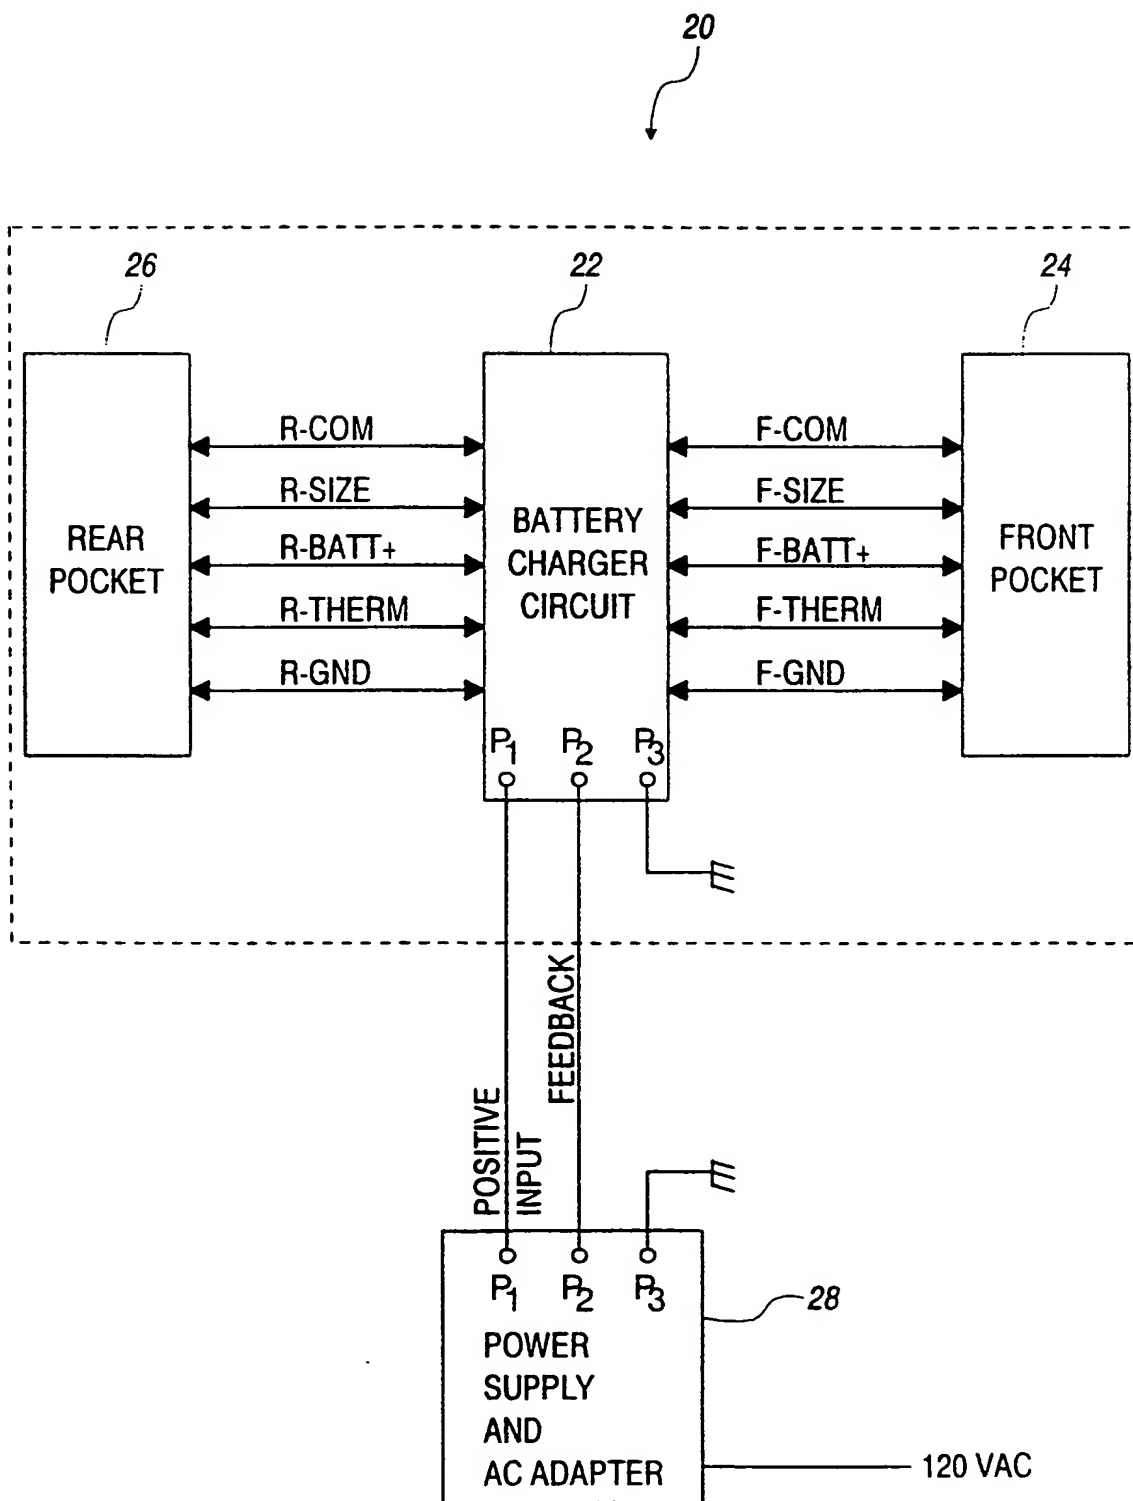 20
26
22
24
R-COM
F-COM
R-SIZE
F-SIZE
REAR
POCKET
R-BATT+
BATTERY
CHARGER
CIRCUIT
F-BATT+
FRONT
POCKET
R-THERM
F-THERM
R-GND
F-GND
P1 P2 P3
FEEDBACK
POSITIVE
INPUT
P1 P2 P3
28
POWER
SUPPLY
AND
AC ADAPTER
120 VAC